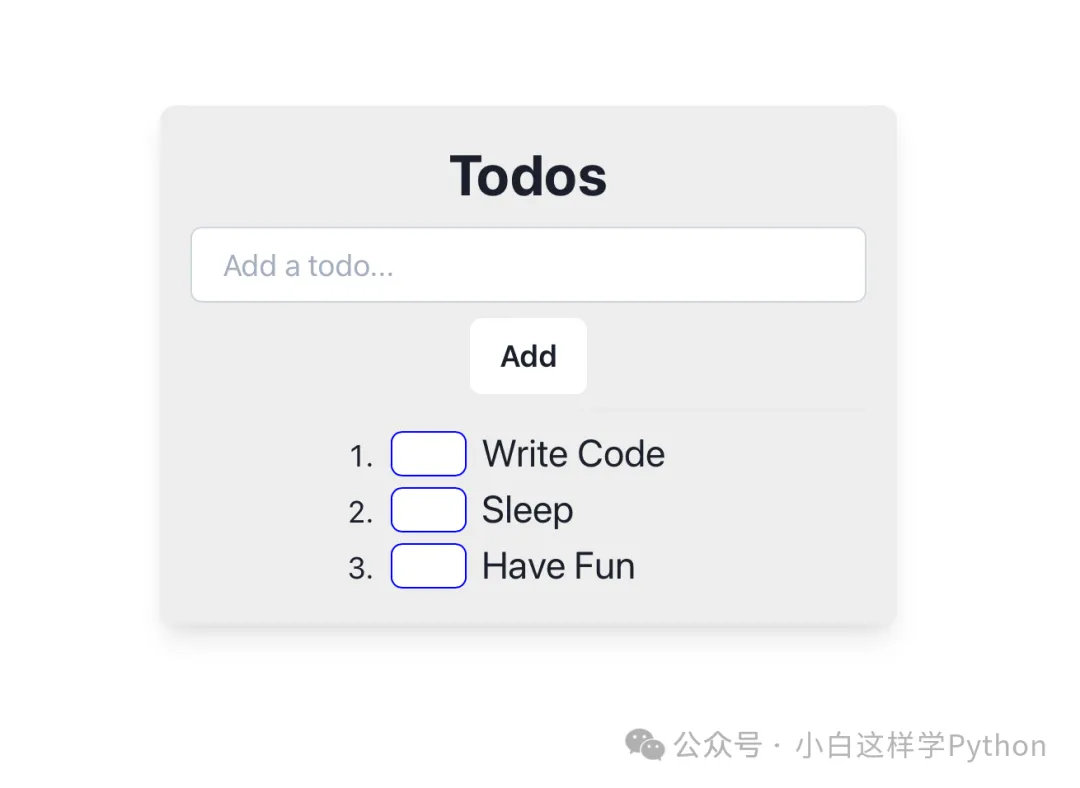 Todos
Add a todo...
Add
1. Write Code
2. Sleep
3. Have Fun
公众号 · 小白这样学Python